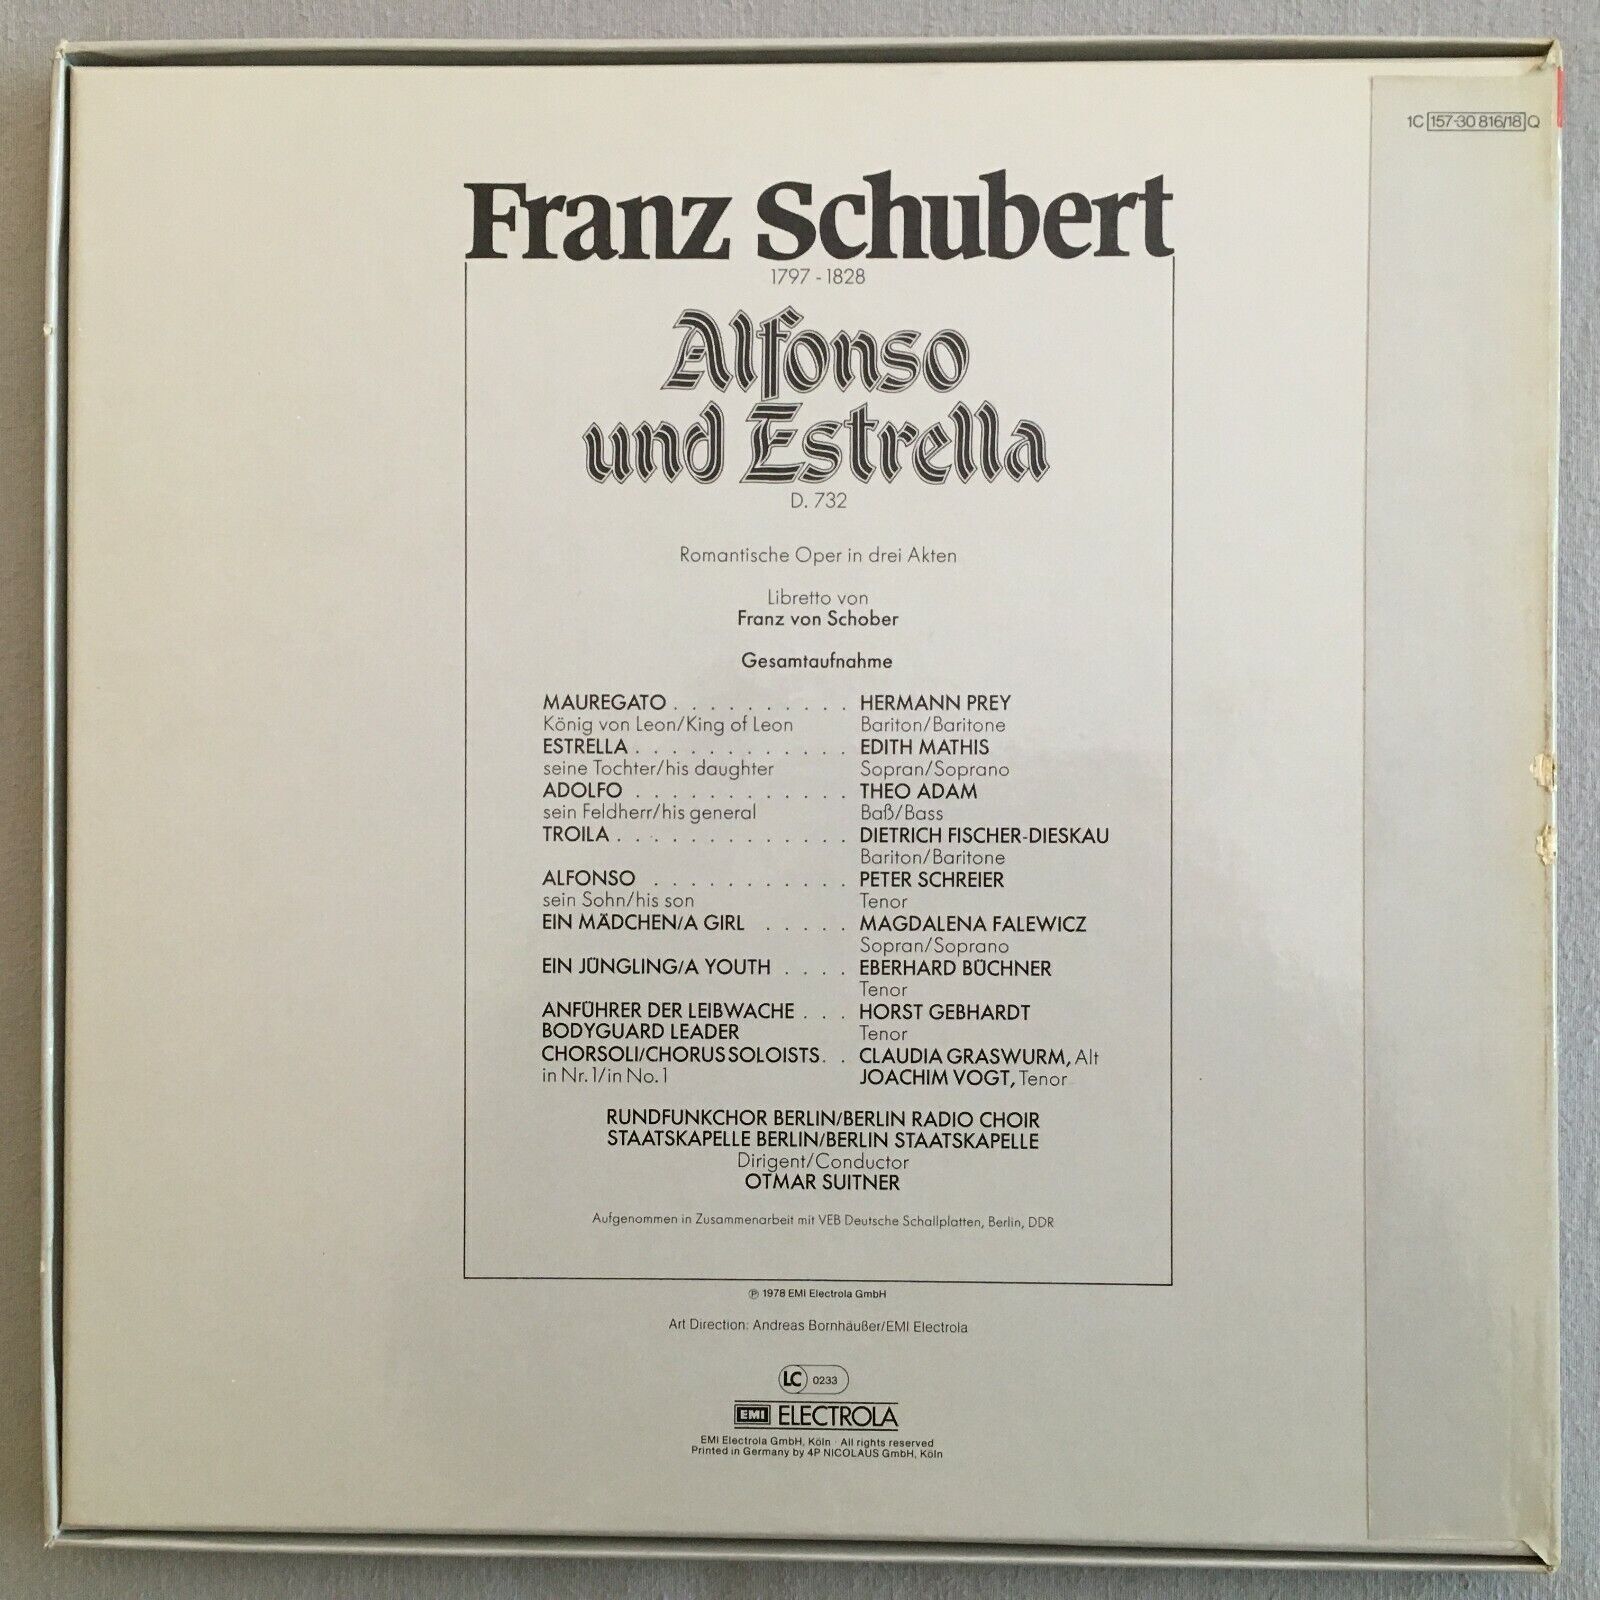 1C 157-30 816/18 Q
Franz Schubert
1797 - 1828
Alfonso
und Estrella
D. 732
Romantische Oper in drei Akten
Libretto von
Franz von Schober
Gesamtaufnahme
MAUREGATO . . . . . . . . . . HERMANN PREY
König von Leon/King of Leon Bariton/Baritone
ESTRELLA . . . . . . . . . . . . EDITH MATHIS
seine Tochter/his daughter Sopran/Soprano
ADOLFO . . . . . . . . . . . . THEO ADAM
sein Feldherr/his general Baß/Bass
TROILA . . . . . . . . . . . . . DIETRICH FISCHER-DIESKAU
Bariton/Baritone
ALFONSO . . . . . . . . . . . PETER SCHREIER
sein Sohn/his son Tenor
EIN MÄDCHEN/A GIRL . . . . . MAGDALENA FALEWICZ
Sopran/Soprano
EIN JÜNGLING/A YOUTH . . . . EBERHARD BÜCHNER
Tenor
ANFÜHRER DER LEIBWACHE . . . HORST GEBHARDT
BODYGUARD LEADER Tenor
CHORSOLI/CHORUS SOLOISTS. . CLAUDIA GRASWURM, Alt
in Nr. 1/in No. 1 JOACHIM VOGT, Tenor
RUNDFUNKCHOR BERLIN/BERLIN RADIO CHOIR
STAATSKAPELLE BERLIN/BERLIN STAATSKAPELLE
Dirigent/Conductor
OTMAR SUITNER
Aufgenommen in Zusammenarbeit mit VEB Deutsche Schallplatten, Berlin, DDR
℗ 1978 EMI Electrola GmbH
Art Direction: Andreas Bornhäußer/EMI Electrola
LC 0233
EMI ELECTROLA
EMI Electrola GmbH, Köln · All rights reserved
Printed in Germany by 4P NICOLAUS GmbH, Köln